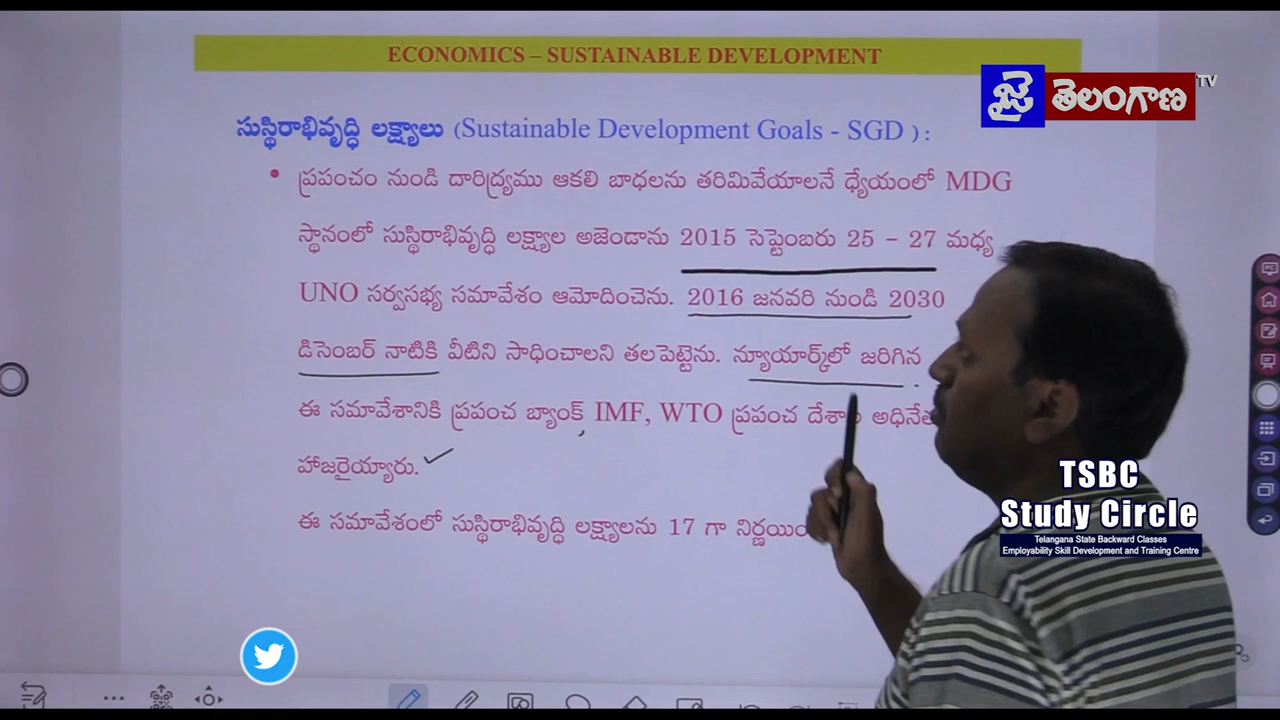 ECONOMICS – SUSTAINABLE DEVELOPMENT
జై తెలంగాణ TV
సుస్థిరాభివృద్ధి లక్ష్యాలు (Sustainable Development Goals - SGD ) :
• ప్రపంచం నుండి దారిద్ర్యము ఆకలి బాధలను తరిమివేయాలనే ధ్యేయంలో MDG
స్థానంలో సుస్థిరాభివృద్ధి లక్ష్యాల అజెండాను 2015 సెప్టెంబరు 25 – 27 మధ్య
UNO సర్వసభ్య సమావేశం ఆమోదించెను. 2016 జనవరి నుండి 2030
డిసెంబర్ నాటికి వీటిని సాధించాలని తలపెట్టెను. న్యూయార్క్‌లో జరిగిన
ఈ సమావేశానికి ప్రపంచ బ్యాంక్, IMF, WTO ప్రపంచ
హాజరైయ్యారు.
ఈ సమావేశంలో సుస్థిరాభివృద్ధి లక్ష్యాలను 17 గా
TSBC
Study Circle
Telangana State Backward Classes
Employability Skill Development and Training Centre